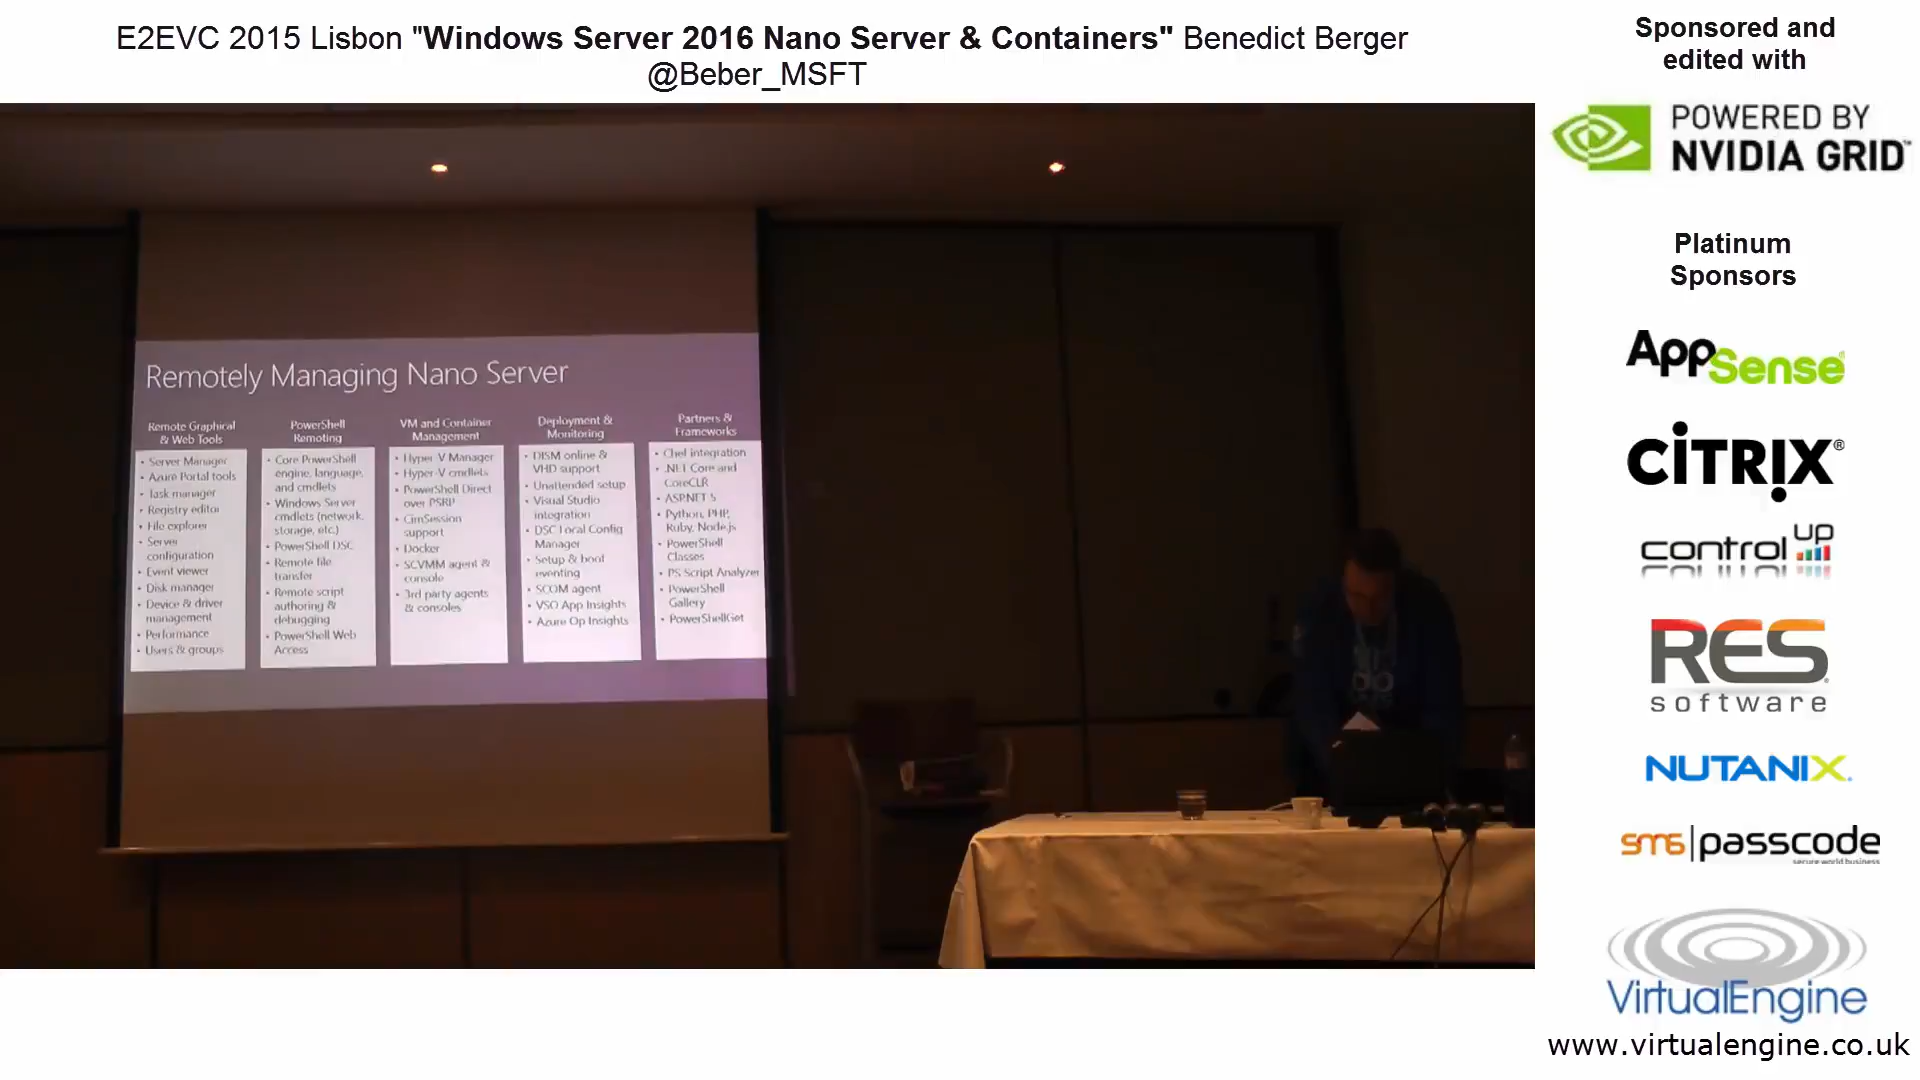 E2EVC 2015 Lisbon "Windows Server 2016 Nano Server & Containers" Benedict Berger
@Beber_MSFT
Sponsored and
edited with
POWERED BY
NVIDIA GRID™
Platinum
Sponsors
AppSense®
CITRIX®
control up
RES®
software
NUTANIX.
sms|passcode
secure world business
VirtualEngine
www.virtualengine.co.uk
Remotely Managing Nano Server
Remote Graphical
& Web Tools
• Server Manager
• Azure Portal tools
• Task manager
• Registry editor
• File explorer
• Server
configuration
• Event viewer
• Disk manager
• Device & driver
management
• Performance
• Users & groups
PowerShell
Remoting
• Core PowerShell
engine, language,
and cmdlets
• Windows Server
cmdlets (network,
storage, etc.)
• PowerShell DSC
• Remote file
transfer
• Remote script
authoring &
debugging
• PowerShell Web
Access
VM and Container
Management
• Hyper-V Manager
• Hyper-V cmdlets
• PowerShell Direct
over PSRP
• CimSession
support
• Docker
• SCVMM agent &
console
• 3rd party agents
& consoles
Deployment &
Monitoring
• DISM online &
VHD support
• Unattended setup
• Visual Studio
integration
• DSC Local Config
Manager
• Setup & boot
eventing
• SCOM agent
• VSO App Insights
• Azure Op Insights
Partners &
Frameworks
• Chef integration
• .NET Core and
CoreCLR
• ASP.NET 5
• Python, PHP,
Ruby, Node.js
• PowerShell
Classes
• PS Script Analyzer
• PowerShell
Gallery
• PowerShellGet